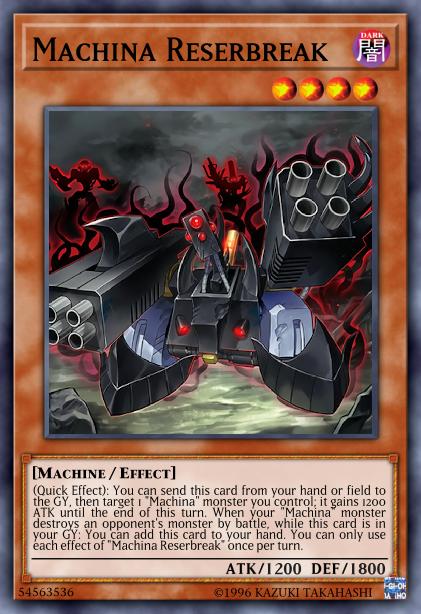 MACHINA RESERBREAK
DARK
闇
[MACHINE / EFFECT]
(Quick Effect): You can send this card from your hand or field to
the GY, then target 1 "Machina" monster you control; it gains 1200
ATK until the end of this turn. When your "Machina" monster
destroys an opponent's monster by battle, while this card is in
your GY: You can add this card to your hand. You can only use
each effect of "Machina Reserbreak" once per turn.
ATK/1200 DEF/1800
54563536
©1996 KAZUKI TAKAHASHI